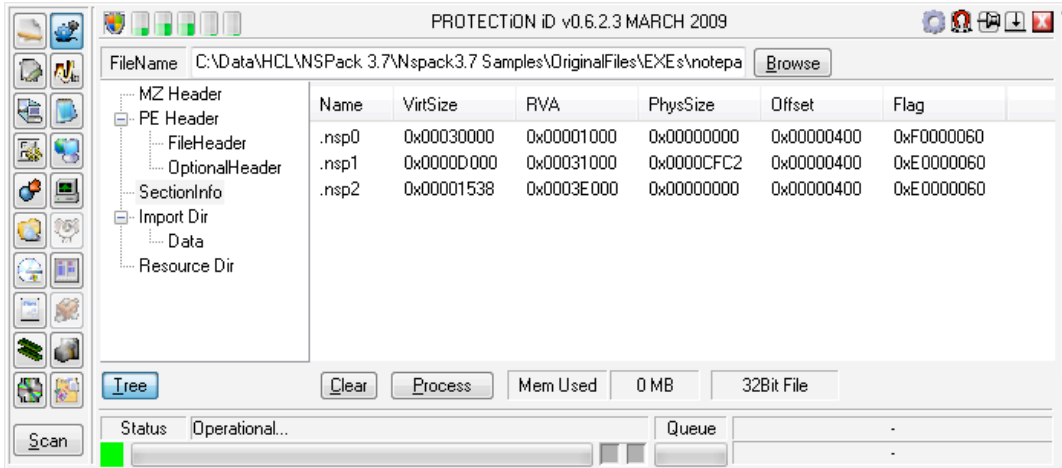 PROTECTiON iD v0.6.2.3 MARCH 2009
FileName C:\Data\HCL\NSPack 3.7\Nspack3.7 Samples\OriginalFiles\EXEs\notepa Browse
MZ Header
PE Header
FileHeader
OptionalHeader
SectionInfo
Import Dir
Data
Resource Dir
Name VirtSize RVA PhysSize Offset Flag
.nsp0 0x00030000 0x00001000 0x00000000 0x00000400 0xF0000060
.nsp1 0x0000D000 0x00031000 0x0000CFC2 0x00000400 0xE0000060
.nsp2 0x00001538 0x0003E000 0x00000000 0x00000400 0xE0000060
Tree Clear Process Mem Used 0 MB 32Bit File
Scan
Status Operational... Queue -
-